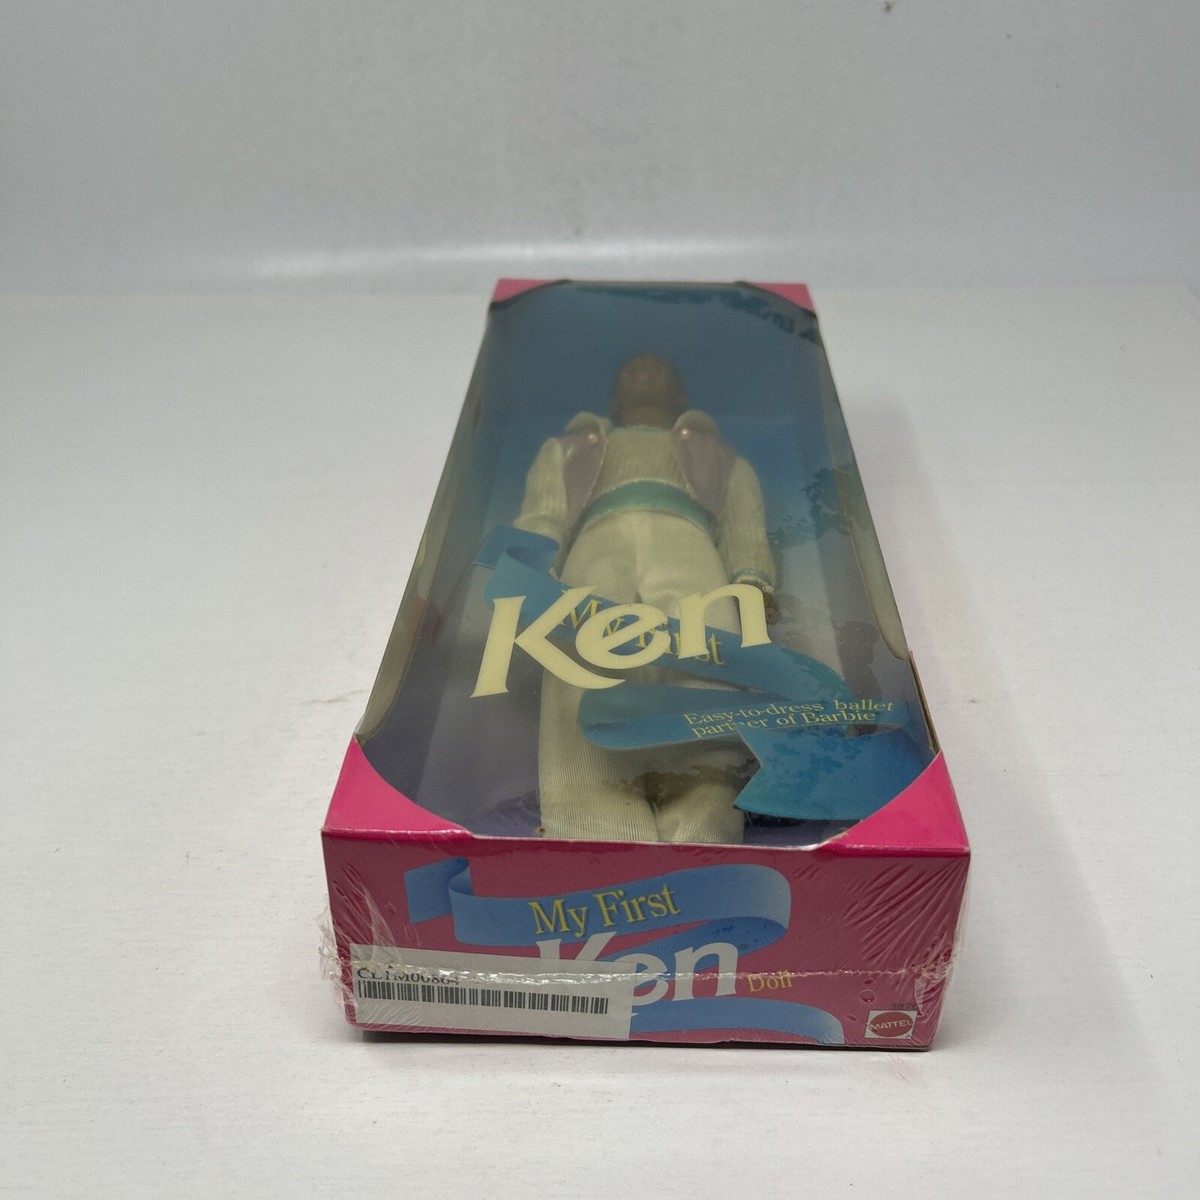 My First
Ken
Easy-to-dress ballet
partner of Barbie
My First
Ken
Doll
MATTEL